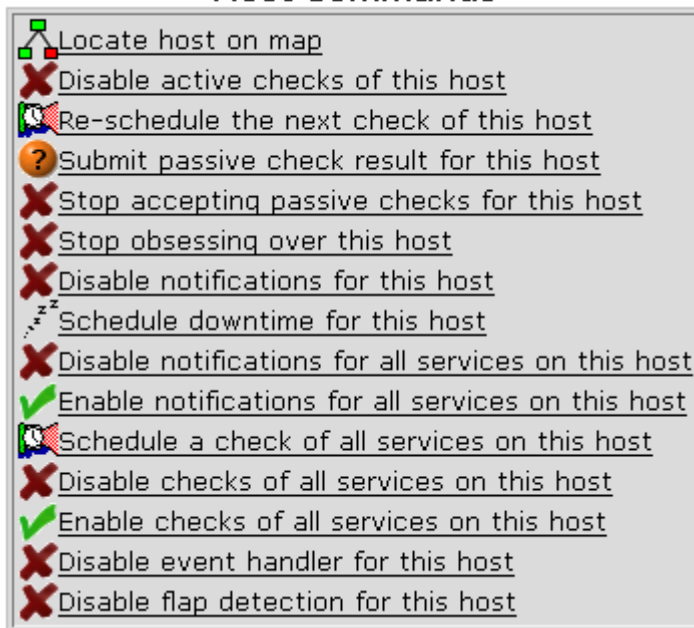 Host Commands
Locate host on map
Disable active checks of this host
Re-schedule the next check of this host
Submit passive check result for this host
Stop accepting passive checks for this host
Stop obsessing over this host
Disable notifications for this host
Schedule downtime for this host
Disable notifications for all services on this host
Enable notifications for all services on this host
Schedule a check of all services on this host
Disable checks of all services on this host
Enable checks of all services on this host
Disable event handler for this host
Disable flap detection for this host